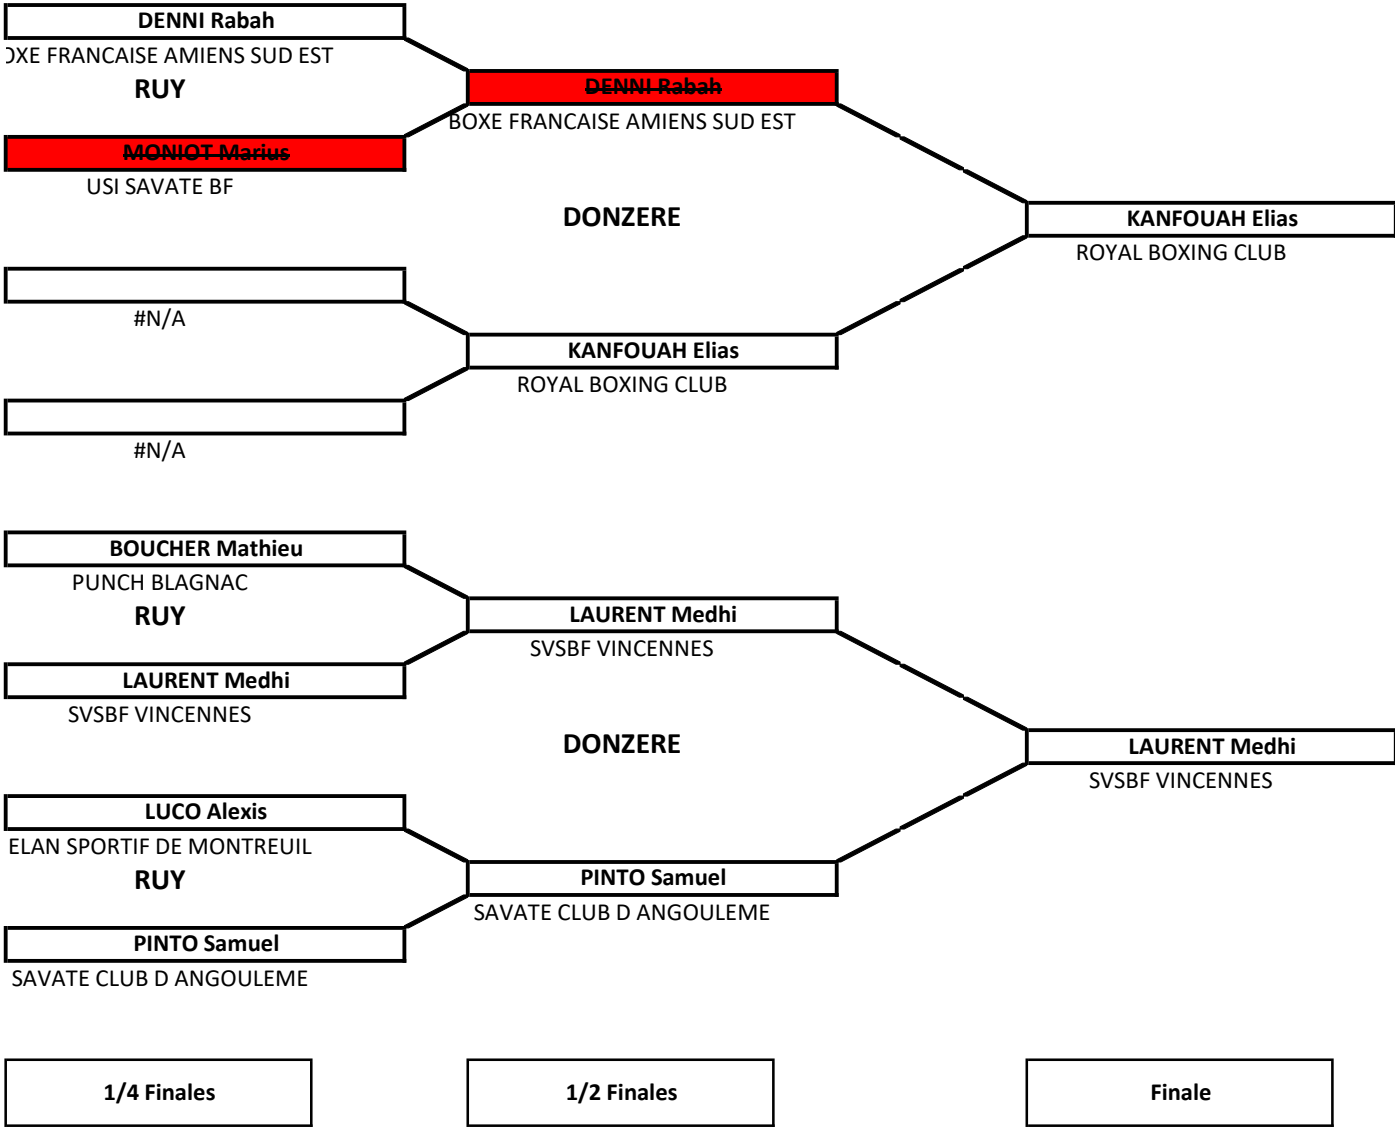 DENNI Rabah
OXE FRANCAISE AMIENS SUD EST
RUY
MONIOT Marius
USI SAVATE BF
#N/A
#N/A
BOUCHER Mathieu
PUNCH BLAGNAC
RUY
LAURENT Medhi
SVSBF VINCENNES
LUCO Alexis
ELAN SPORTIF DE MONTREUIL
RUY
PINTO Samuel
SAVATE CLUB D ANGOULEME
1/4 Finales
DENNI Rabah
BOXE FRANCAISE AMIENS SUD EST
DONZERE
KANFOUAH Elias
ROYAL BOXING CLUB
LAURENT Medhi
SVSBF VINCENNES
DONZERE
PINTO Samuel
SAVATE CLUB D ANGOULEME
1/2 Finales
KANFOUAH Elias
ROYAL BOXING CLUB
LAURENT Medhi
SVSBF VINCENNES
Finale